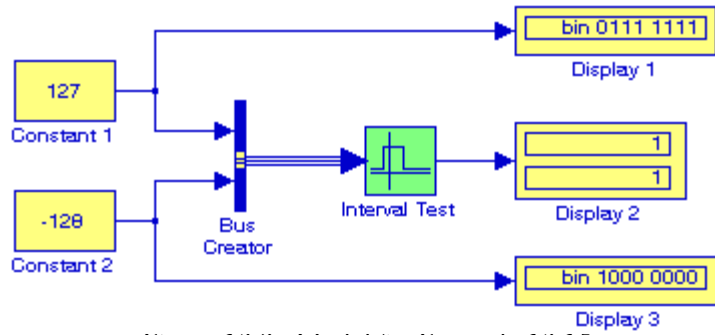 bin 0111 1111
Display 1
127
Constant 1
1
1
Display 2
Interval Test
Bus
Creator
-128
Constant 2
bin 1000 0000
Display 3